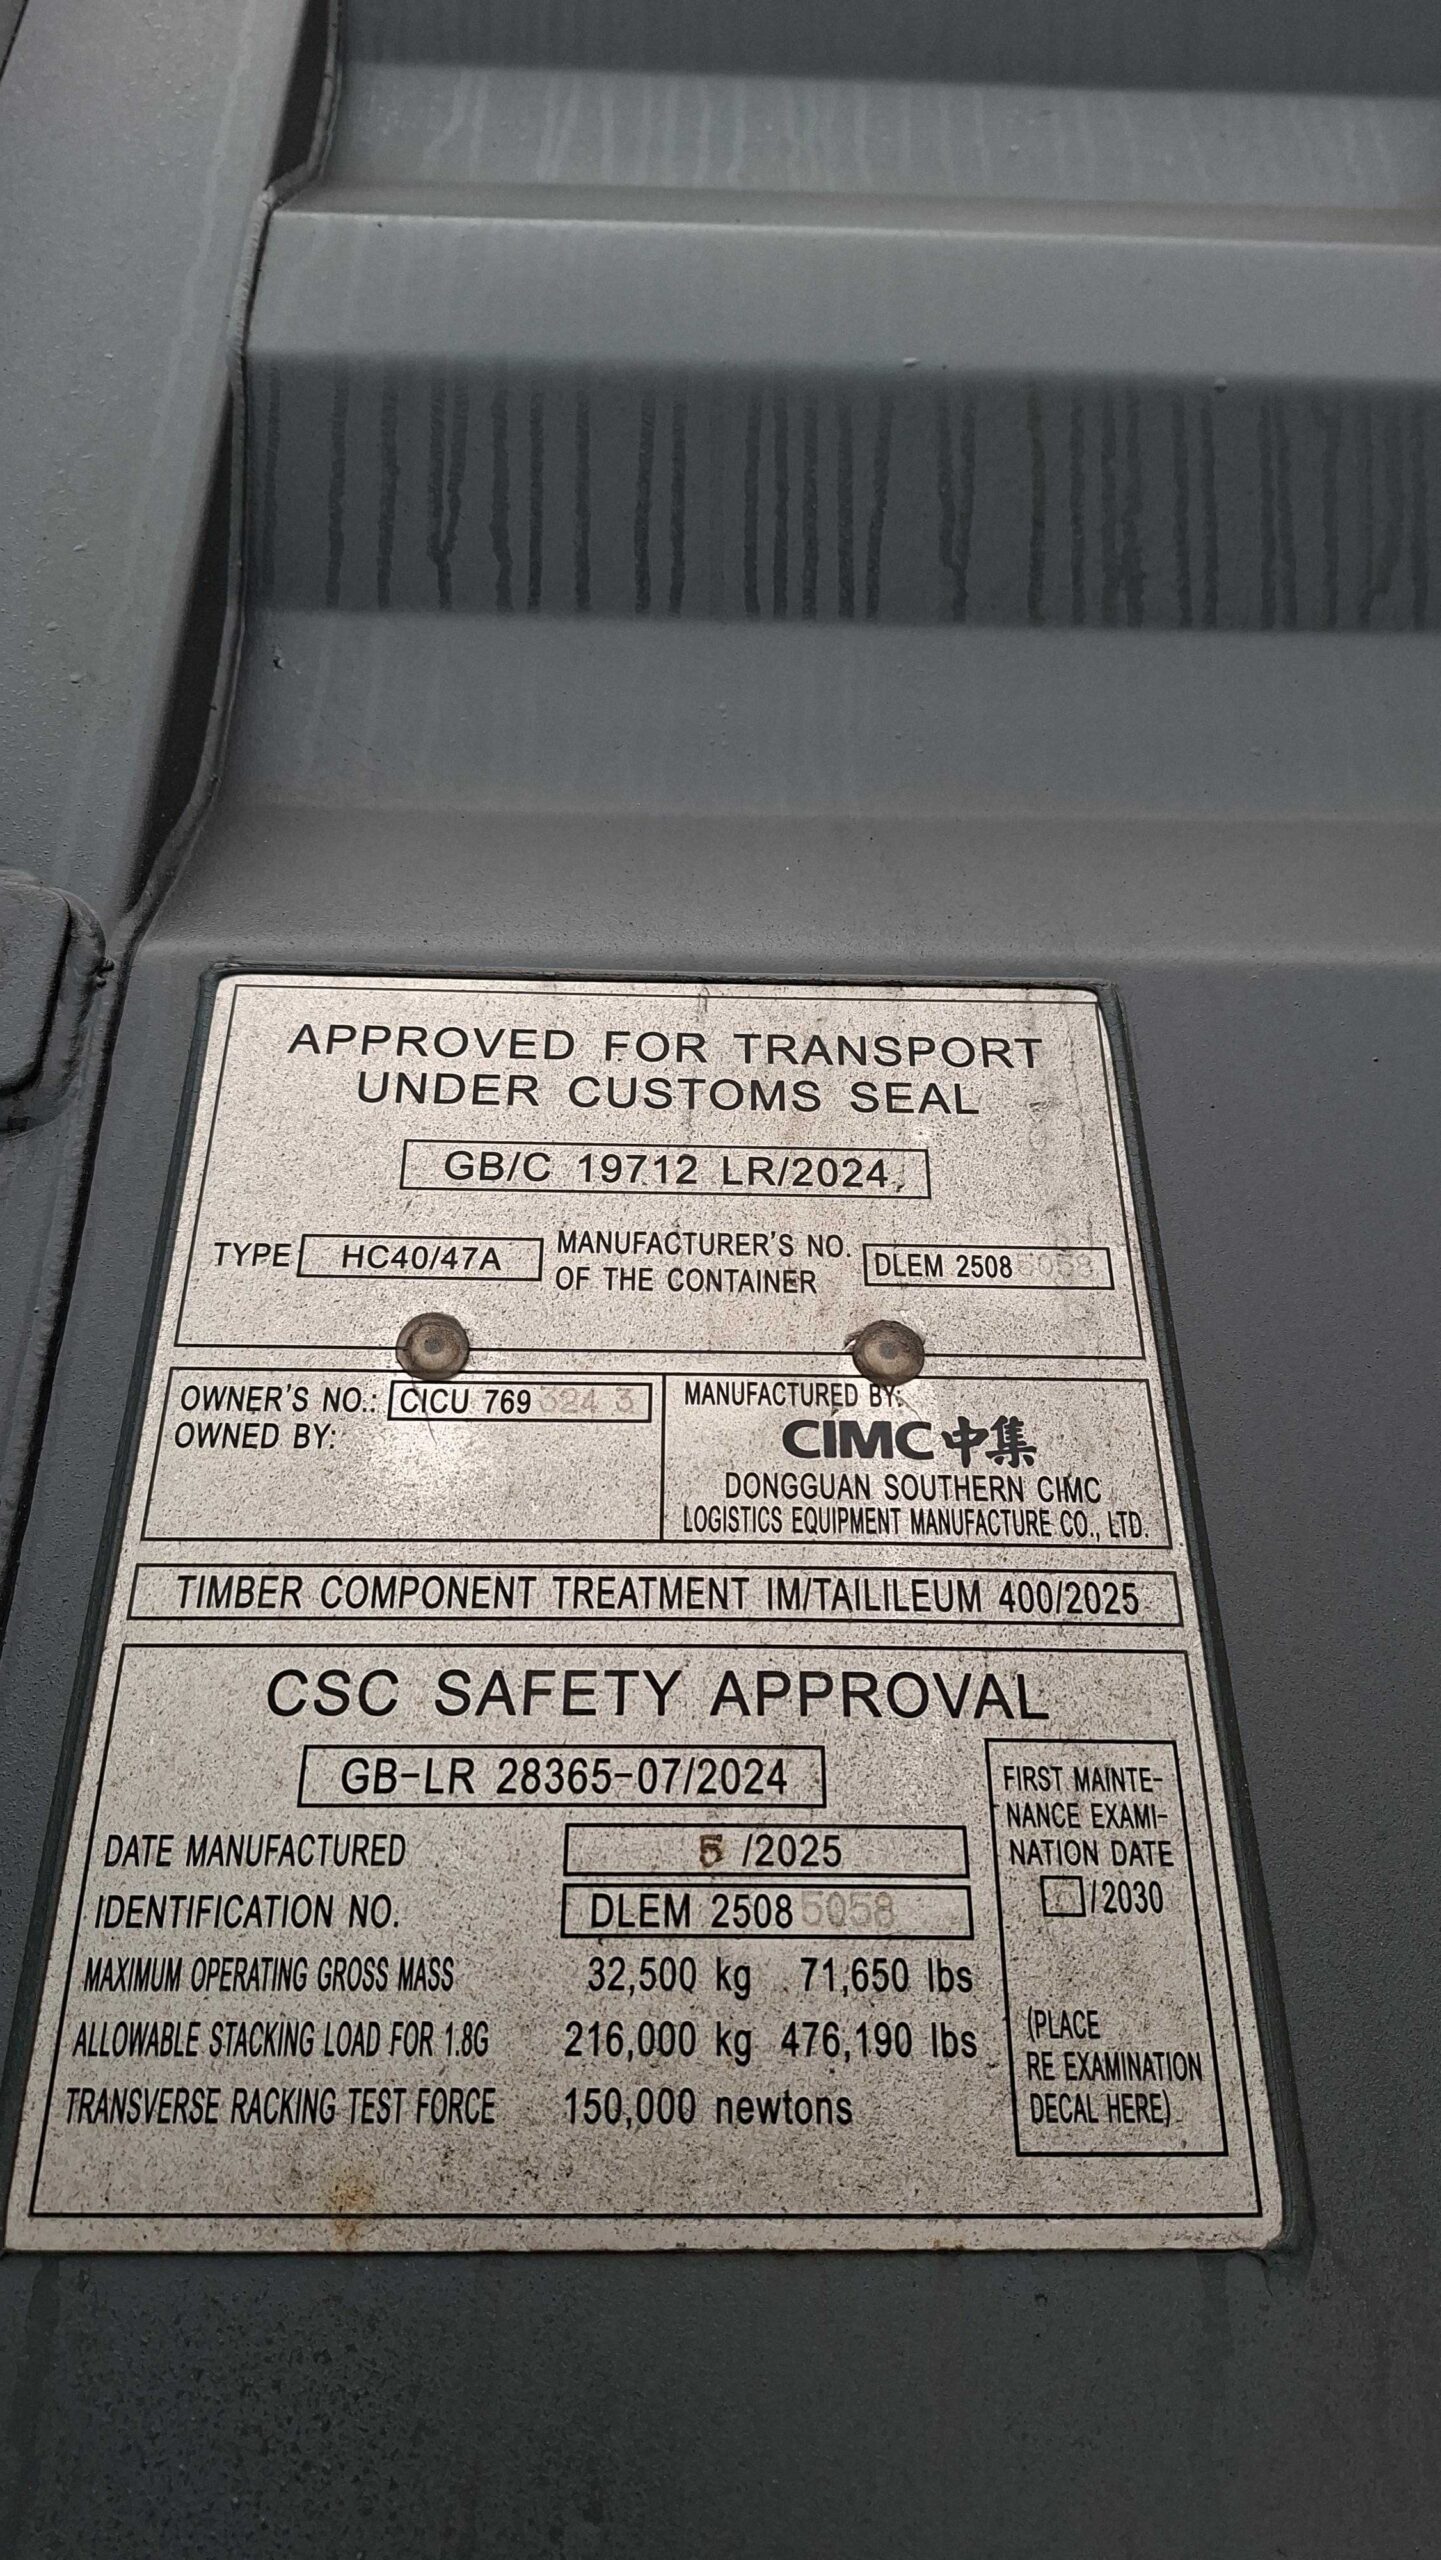 APPROVED FOR TRANSPORT
UNDER CUSTOMS SEAL
GB/C 19712 LR/2024
TYPE HC40/47A MANUFACTURER'S NO.
OF THE CONTAINER DLEM 2508 5058
OWNER'S NO.: CICU 769 324 3
OWNED BY:
MANUFACTURED BY:
CIMC中集
DONGGUAN SOUTHERN CIMC
LOGISTICS EQUIPMENT MANUFACTURE CO., LTD.
TIMBER COMPONENT TREATMENT IM/TAILILEUM 400/2025
CSC SAFETY APPROVAL
GB-LR 28365-07/2024
DATE MANUFACTURED 5 /2025
IDENTIFICATION NO. DLEM 2508 5058
MAXIMUM OPERATING GROSS MASS 32,500 kg 71,650 lbs
ALLOWABLE STACKING LOAD FOR 1.8G 216,000 kg 476,190 lbs
TRANSVERSE RACKING TEST FORCE 150,000 newtons
FIRST MAINTE-
NANCE EXAMI-
NATION DATE
/2030
(PLACE
RE EXAMINATION
DECAL HERE)